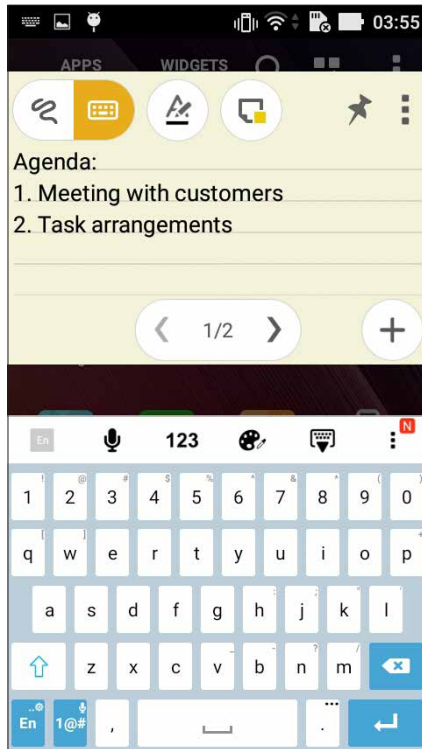 03:55
APPS WIDGETS
Agenda:
1. Meeting with customers
2. Task arrangements
1/2
En 123 N
! @ # $ % ^ & * ( )
1 2 3 4 5 6 7 8 9 0
[ ] +
q w e r t y u i o p
: ; " '
a s d f g h j k l
_ - ? /
z x c v b n m
En 1@# , .